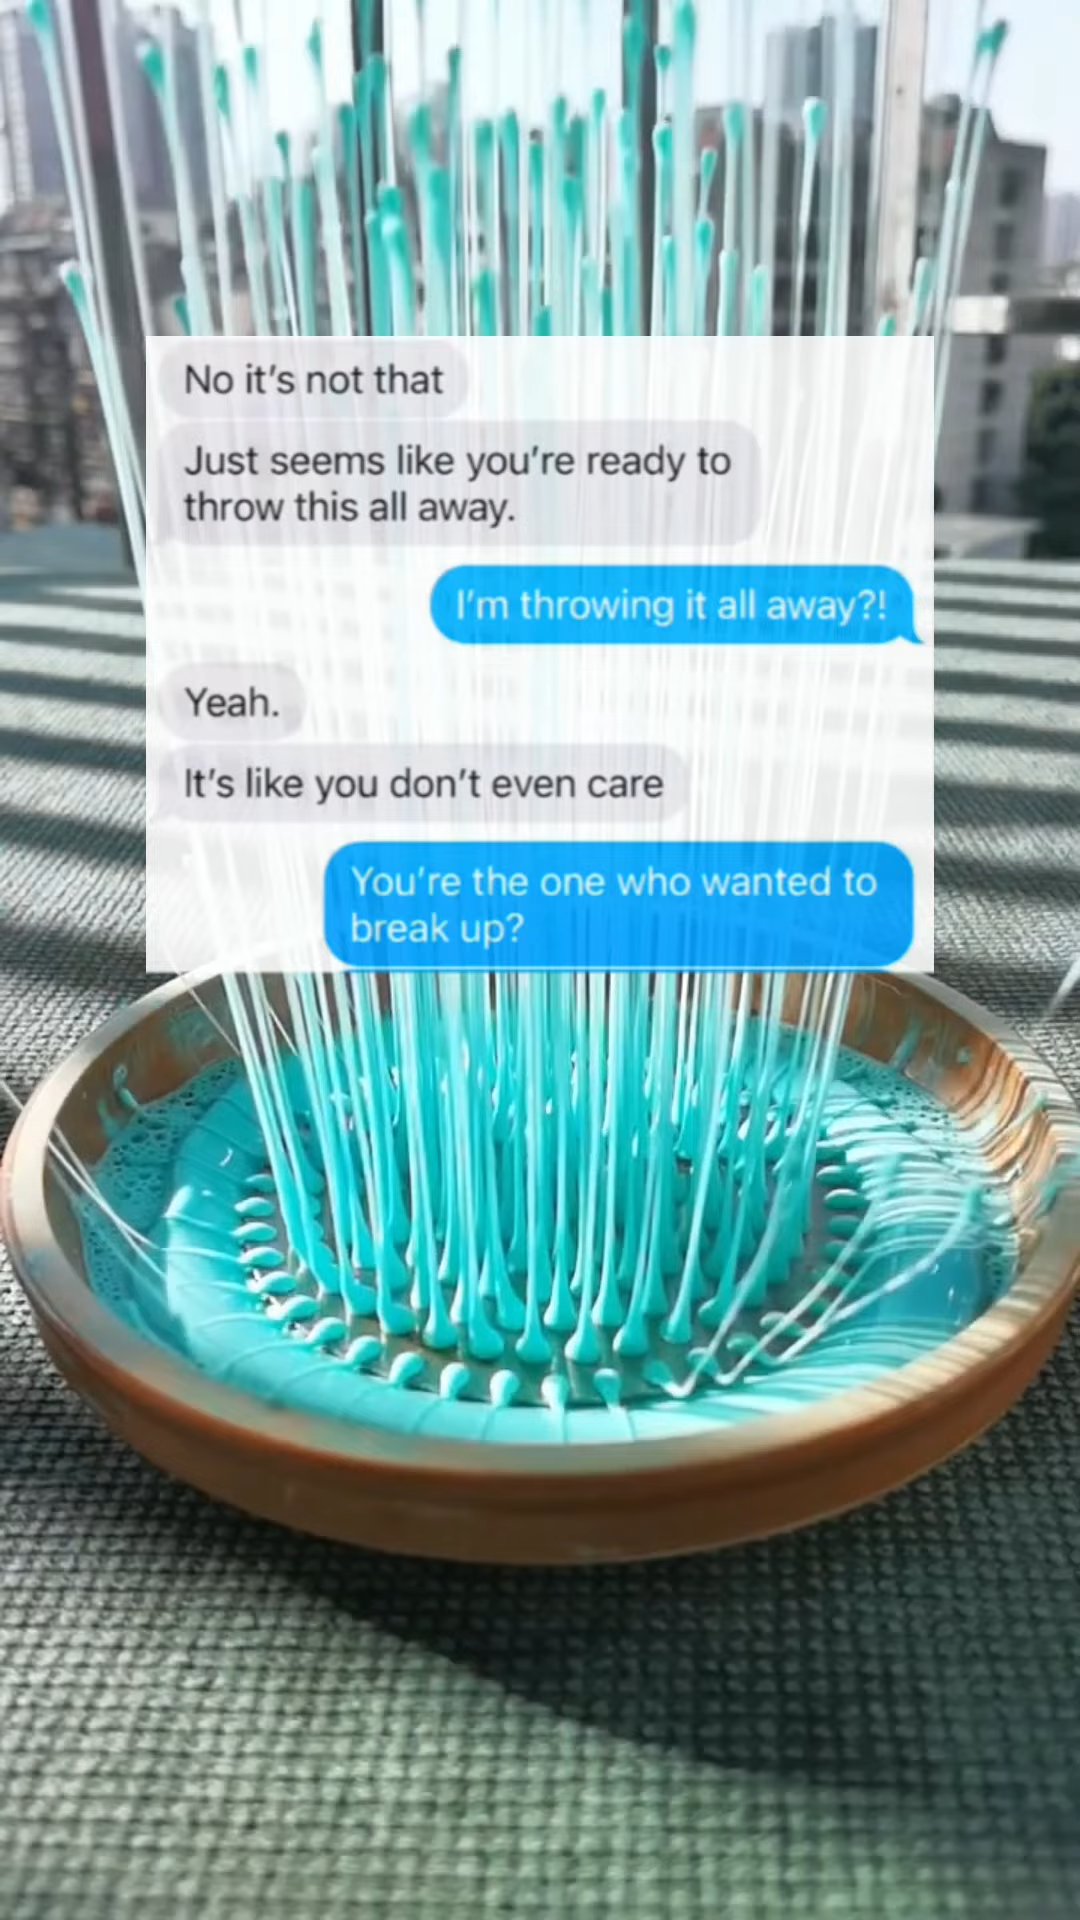 No it’s not that
Just seems like you’re ready to
throw this all away.
I’m throwing it all away?!
Yeah.
It’s like you don’t even care
You’re the one who wanted to
break up?